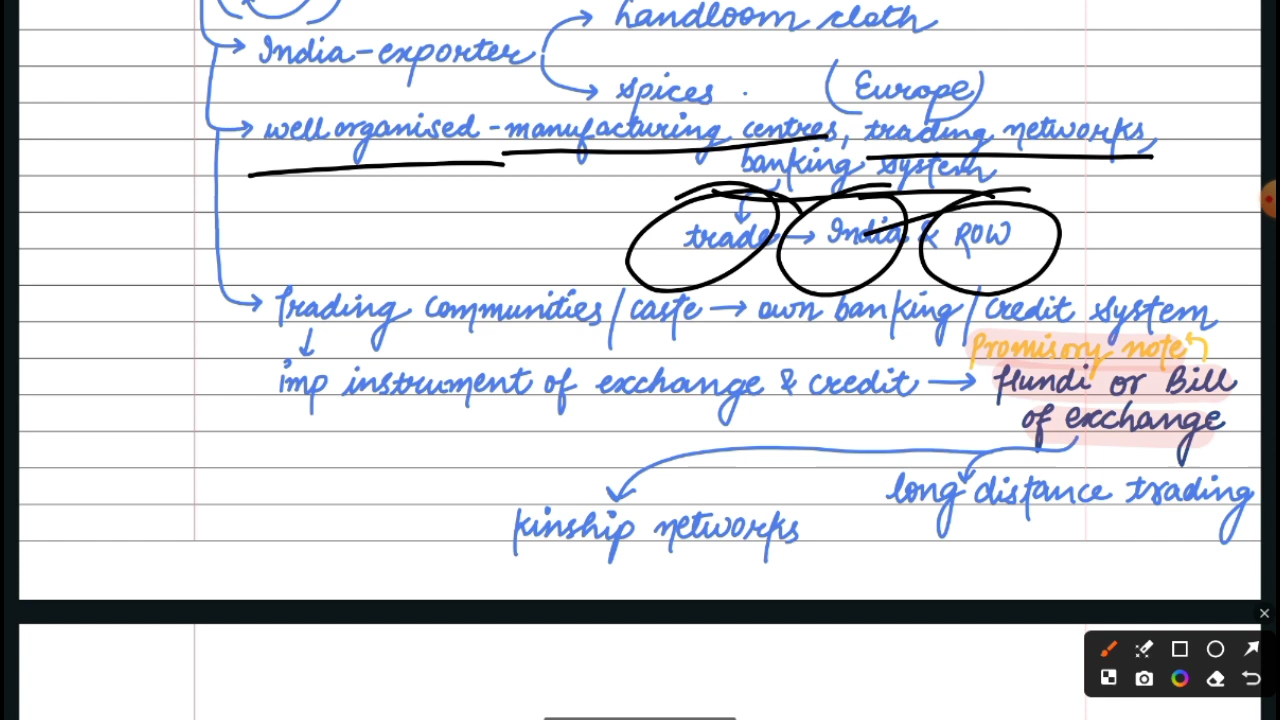 handloom cloth
India-exporter
spices. (Europe)
well organised - manufacturing centres, trading networks,
banking system
trade → India & ROW
Trading communities/caste → own banking/credit system
Promisory note
imp instrument of exchange & credit → Hundi or Bill
of exchange
long distance trading
kinship networks